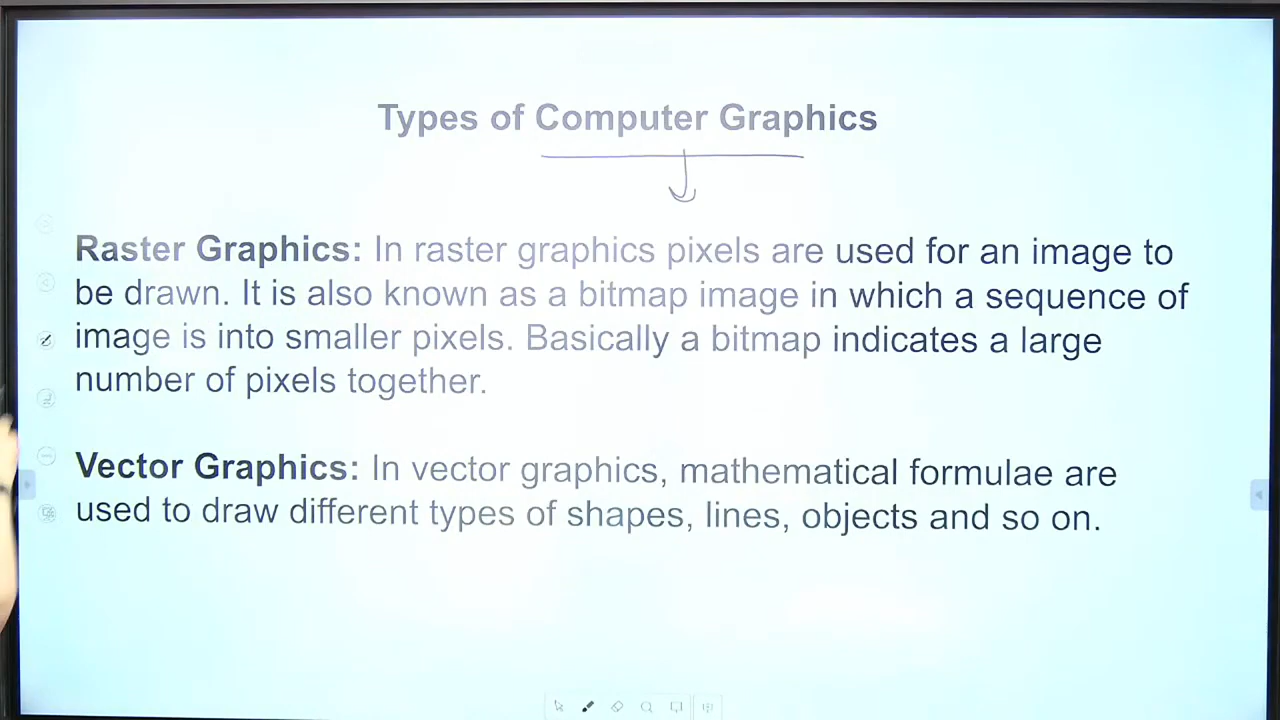 Types of Computer Graphics
Raster Graphics: In raster graphics pixels are used for an image to
be drawn. It is also known as a bitmap image in which a sequence of
image is into smaller pixels. Basically a bitmap indicates a large
number of pixels together.
Vector Graphics: In vector graphics, mathematical formulae are
used to draw different types of shapes, lines, objects and so on.